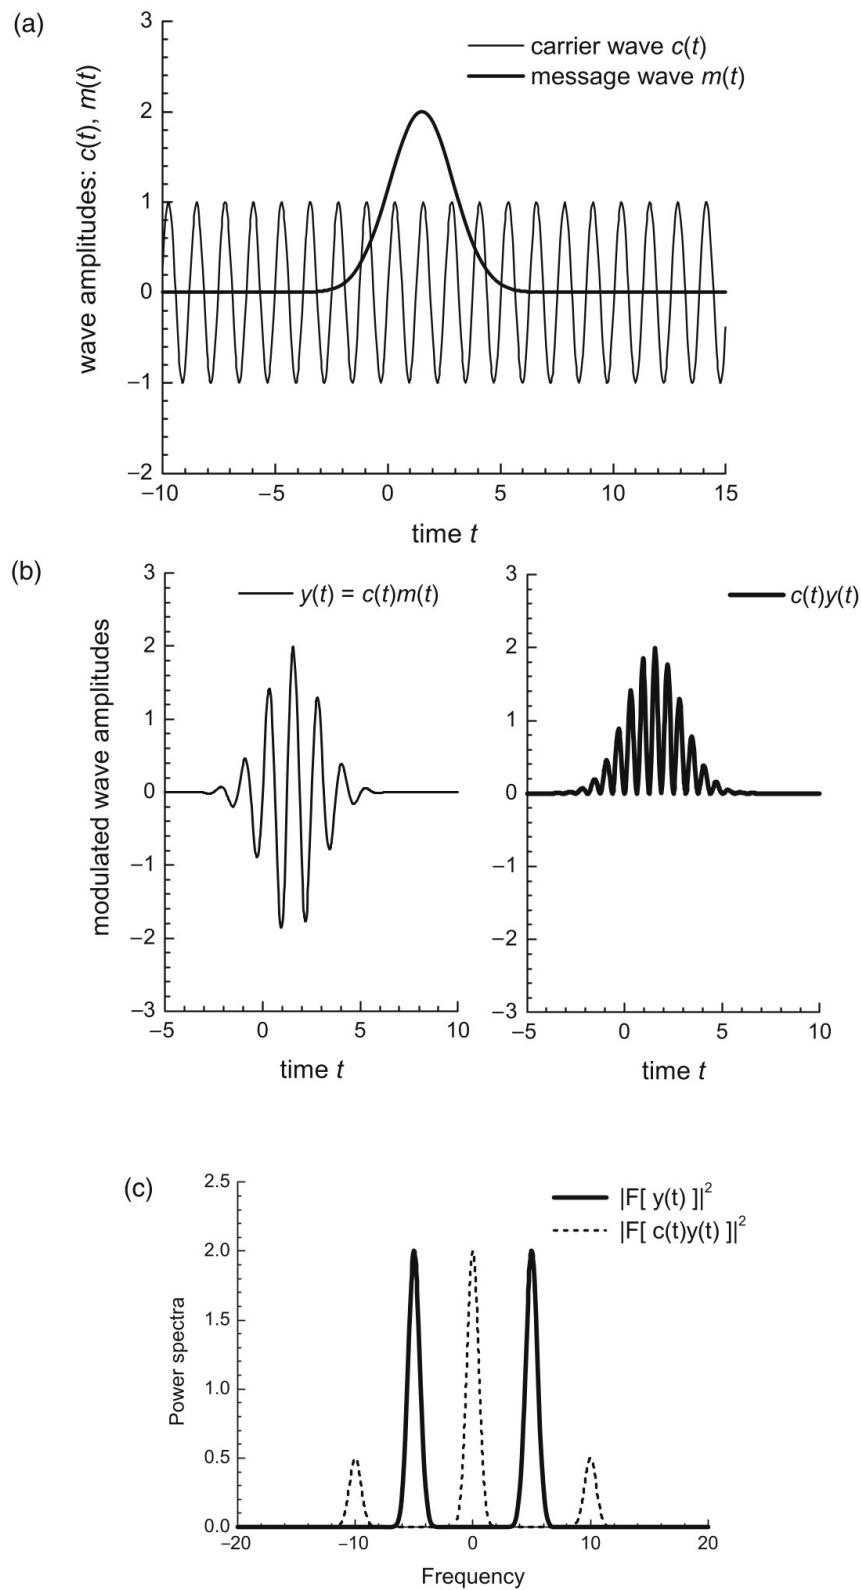 (a)
3
2
1
0
–1
–2
wave amplitudes: c(t), m(t)
carrier wave c(t)
message wave m(t)
–10 –5 0 5 10 15
time t
(b)
3
2
1
0
–1
–2
–3
modulated wave amplitudes
y(t) = c(t)m(t)
–5 0 5 10
time t
3
2
1
0
–1
–2
–3
c(t)y(t)
–5 0 5 10
time t
(c)
2.5
2.0
1.5
1.0
0.5
0.0
Power spectra
|F[ y(t) ]|²
|F[ c(t)y(t) ]|²
–20 –10 0 10 20
Frequency